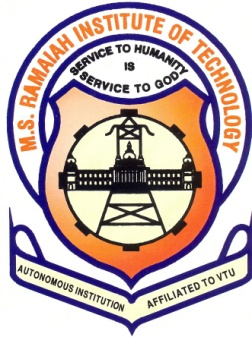 M.S. RAMAIAH INSTITUTE OF TECHNOLOGY
SERVICE TO HUMANITY
IS
SERVICE TO GOD
AUTONOMOUS INSTITUTION
AFFILIATED TO VTU